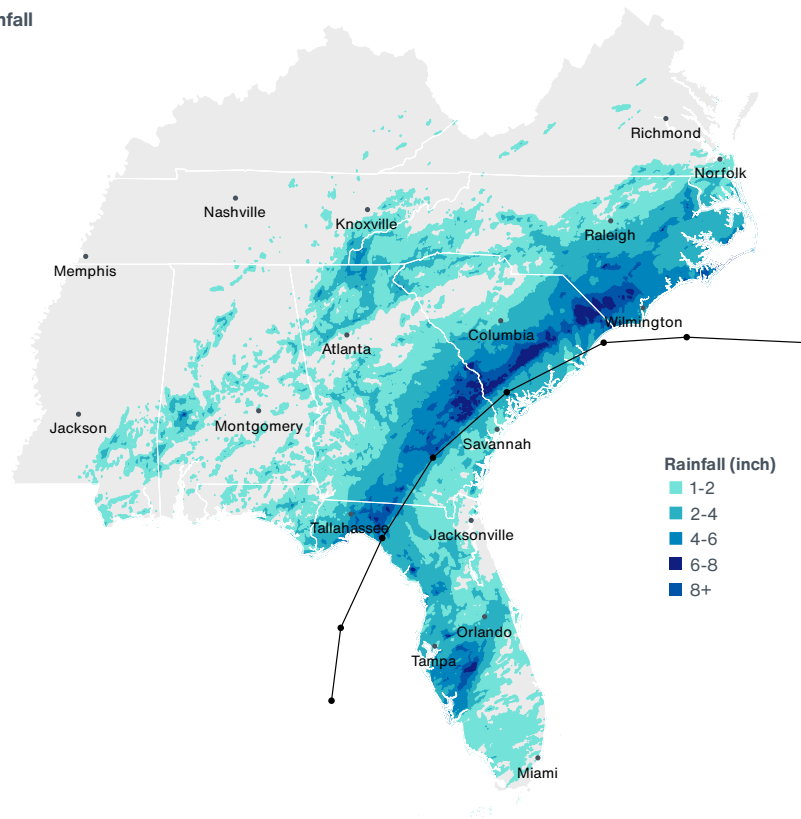 nfall
Richmond
Norfolk
Nashville
Knoxville
Raleigh
Memphis
Wilmington
Columbia
Atlanta
Jackson
Montgomery
Savannah
Rainfall (inch)
1-2
2-4
4-6
6-8
8+
Tallahassee
Jacksonville
Orlando
Tampa
Miami